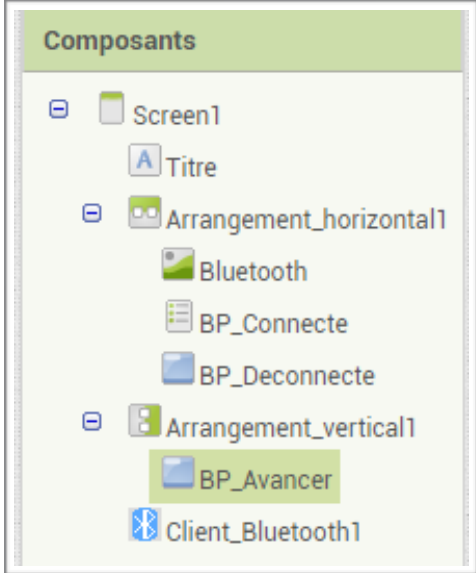 Composants
Screen1
A Titre
Arrangement_horizontal1
Bluetooth
BP_Connecte
BP_Deconnecte
Arrangement_vertical1
BP_Avancer
Client_Bluetooth1